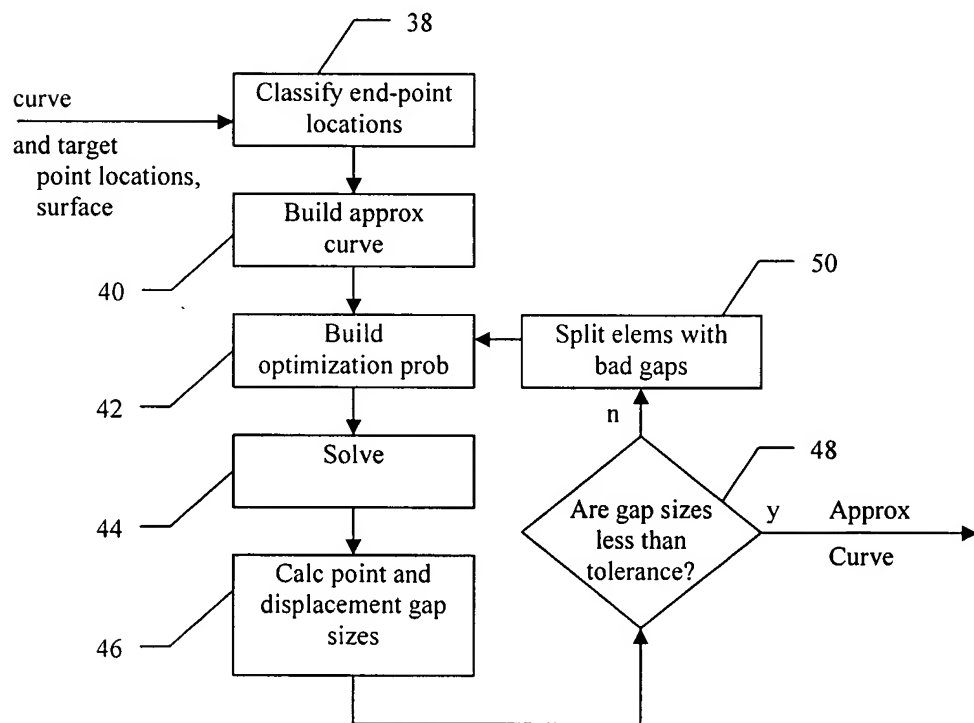 38
Classify end-point
locations
curve
and target
point locations,
surface
Build approx
curve
40
50
Build
optimization prob
42
Split elems with
bad gaps
n
Solve
44
48
Are gap sizes
less than
tolerance?
y
Approx
Curve
Calc point and
displacement gap
sizes
46